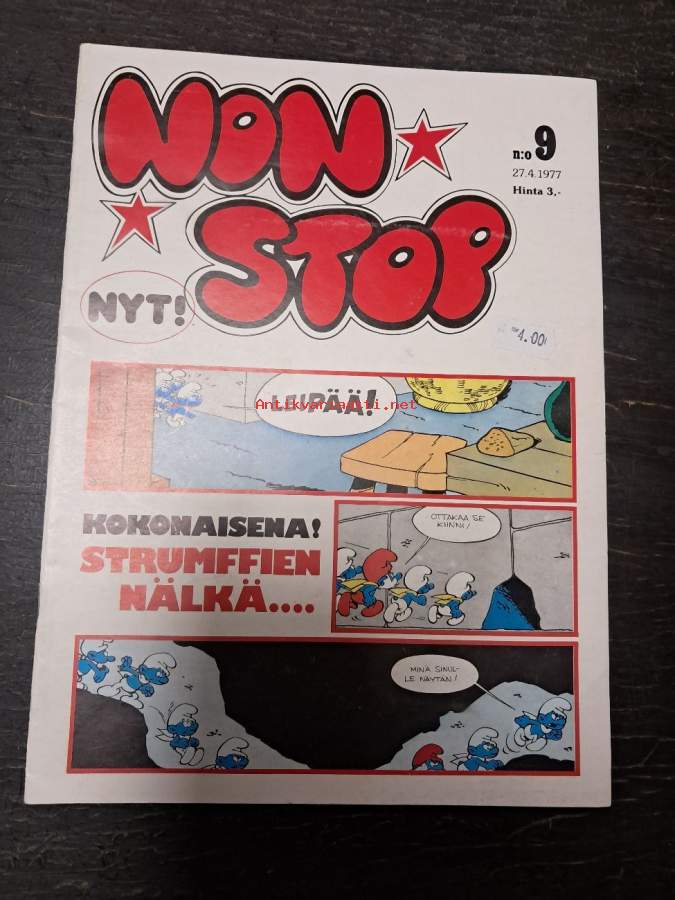 NON
STOP
n:o 9
27.4.1977
Hinta 3,-
NYT!
4.00
LEIPÄÄ!
Antikvariaatti.net
KOKONAISENA!
STRUMFFIEN
NÄLKÄ....
OTTAKAA SE
KIINNI!
MINÄ SINUL-
LE NÄYTÄN!